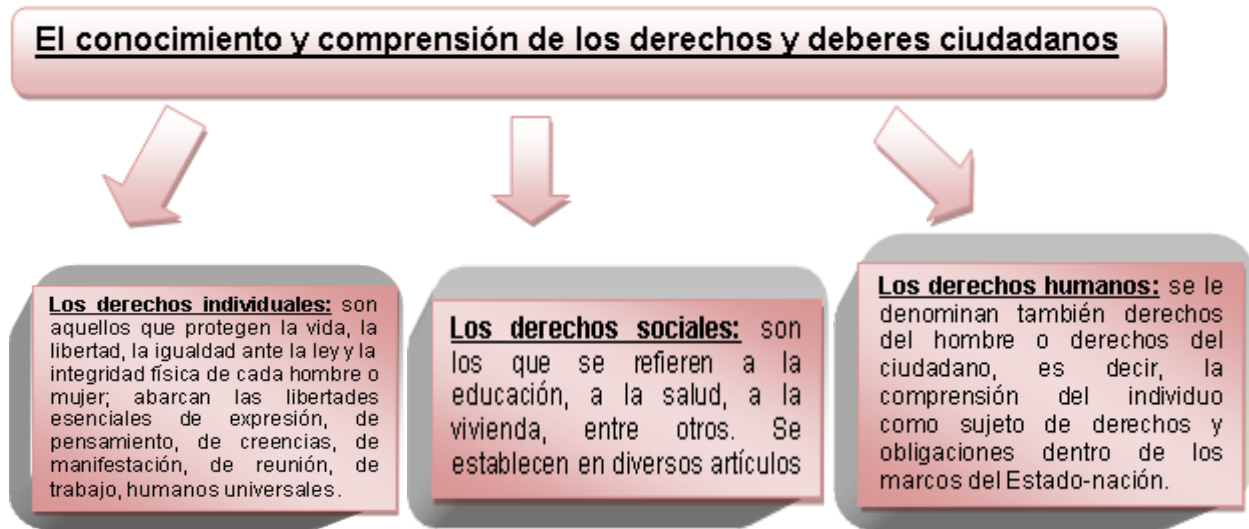 El conocimiento y comprensión de los derechos y deberes ciudadanos
Los derechos individuales: son
aquellos que protegen la vida, la
libertad, la igualdad ante la ley y la
integridad física de cada hombre o
mujer; abarcan las libertades
esenciales de expresión, de
pensamiento, de creencias, de
manifestación, de reunión, de
trabajo, humanos universales.
Los derechos sociales: son
los que se refieren a la
educación, a la salud, a la
vivienda, entre otros. Se
establecen en diversos artículos
Los derechos humanos: se le
denominan también derechos
del hombre o derechos del
ciudadano, es decir, la
comprensión del individuo
como sujeto de derechos y
obligaciones dentro de los
marcos del Estado-nación.